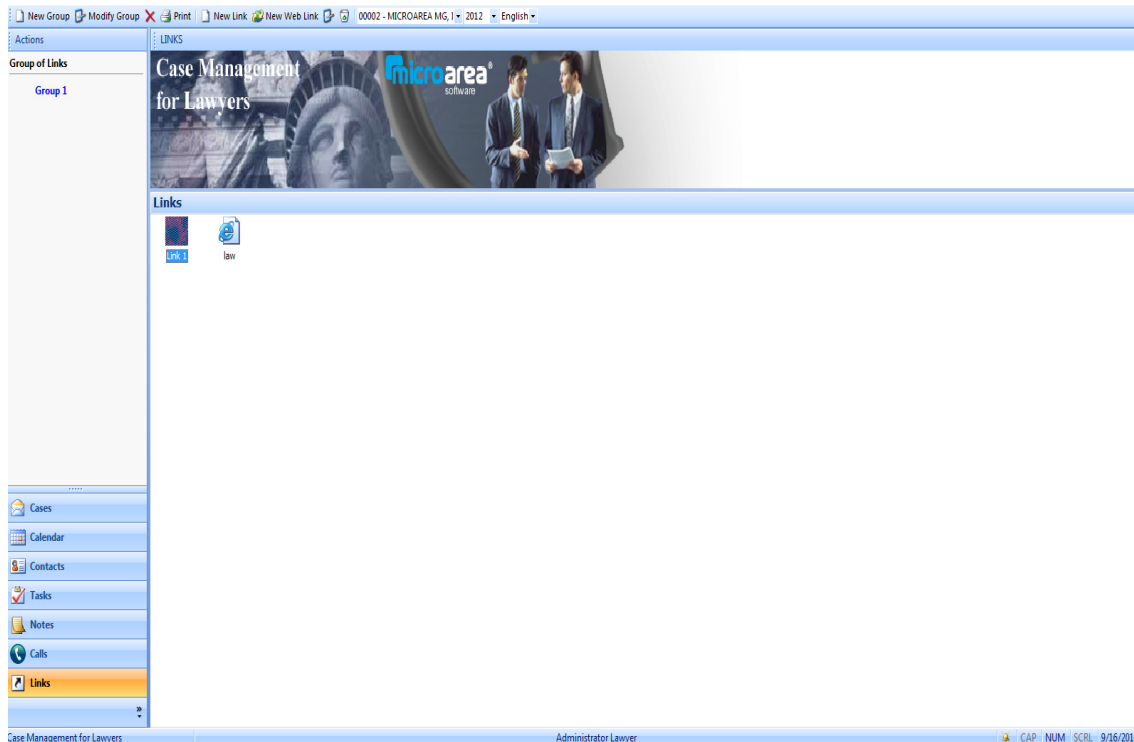 New Group Modify Group Print New Link New Web Link 00002 - MICROAREA MG, I 2012 English
Actions
LINKS
Group of Links
Group 1
Case Management
for Lawyers
microarea®
software
Links
Link 1
law
Cases
Calendar
Contacts
Tasks
Notes
Calls
Links
Case Management for Lawyers Administrator Lawyer CAP NUM SCRL 9/16/201